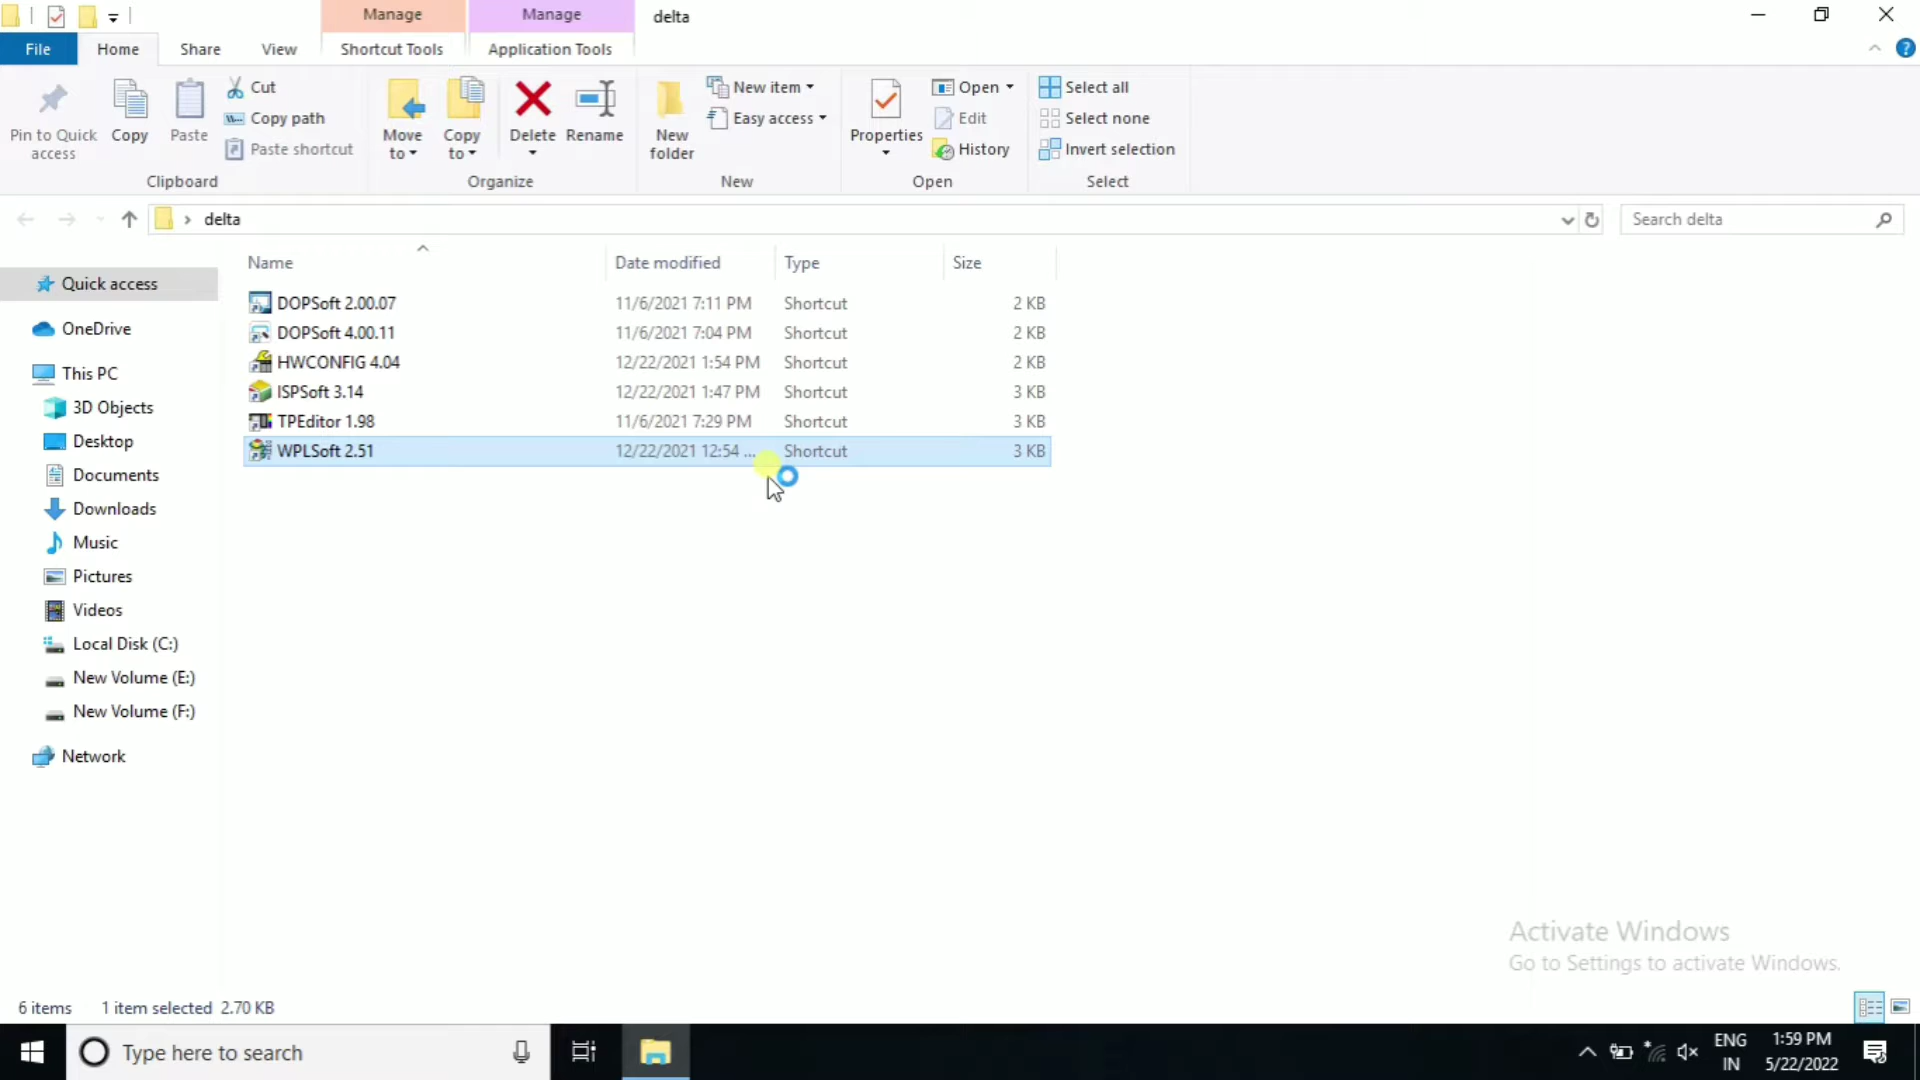 Manage Manage delta
File Home Share View Shortcut Tools Application Tools
Pin to Quick access
Copy
Paste
Cut
Copy path
Paste shortcut
Clipboard
Move to
Copy to
Delete
Rename
Organize
New folder
New item
Easy access
New
Properties
Open
Edit
History
Open
Select all
Select none
Invert selection
Select
delta
Search delta
Name Date modified Type Size
DOPSoft 2.00.07 11/6/2021 7:11 PM Shortcut 2 KB
DOPSoft 4.00.11 11/6/2021 7:04 PM Shortcut 2 KB
HWCONFIG 4.04 12/22/2021 1:54 PM Shortcut 2 KB
ISPSoft 3.14 12/22/2021 1:47 PM Shortcut 3 KB
TPEditor 1.98 11/6/2021 7:29 PM Shortcut 3 KB
WPLSoft 2.51 12/22/2021 12:54 ... Shortcut 3 KB
Quick access
OneDrive
This PC
3D Objects
Desktop
Documents
Downloads
Music
Pictures
Videos
Local Disk (C:)
New Volume (E:)
New Volume (F:)
Network
Activate Windows
Go to Settings to activate Windows.
6 items 1 item selected 2.70 KB
Type here to search
ENG
IN
1:59 PM
5/22/2022